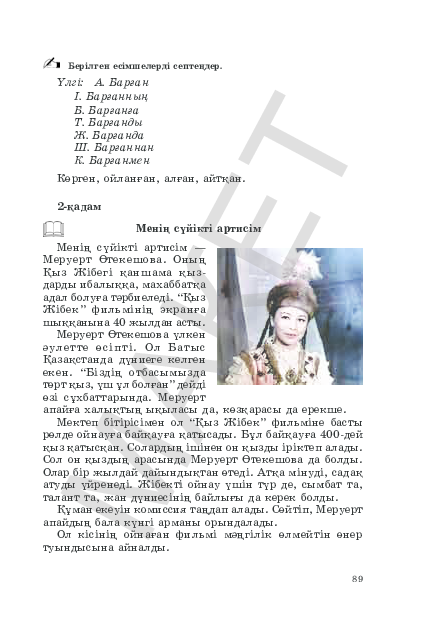 Берілген есімшелерді септеңдер.
Үлгі: А. Барған
І. Барғанның
Б. Барғанға
Т. Барғанды
Ж. Барғанда
Ш. Барғаннан
К. Барғанмен
Көрген, ойланған, алған, айтқан.
2-қадам
Менің сүйікті артисім
Менің сүйікті артисім —
Меруерт Өтекешова. Оның
Қыз Жібегі қаншама қыз-
дарды ибалыққа, махаббатқа
адал болуға тәрбиеледі. “Қыз
Жібек” фильмінің экранға
шыққанына 40 жылдан асты.
Меруерт Өтекешова үлкен
әулетте өсіпті. Ол Батыс
Қазақстанда дүниеге келген
екен. “Біздің отбасымызда
төрт қыз, үш ұл болған” дейді
өзі сұхбаттарында. Меруерт
апайға халықтың ықыласы да, көзқарасы да ерекше.
Мектеп бітірісімен ол “Қыз Жібек” фильміне басты
рөлде ойнауға байқауға қатысады. Бұл байқауға 400-дей
қыз қатысқан. Солардың ішінен он қызды іріктеп алады.
Сол он қыздың арасында Меруерт Өтекешова да болды.
Олар бір жылдай дайындықтан өтеді. Атқа мінуді, садақ
атуды үйренеді. Жібекті ойнау үшін түр де, сымбат та,
талант та, жан дүниесінің байлығы да керек болды.
Құман екеуін комиссия таңдап алады. Сөйтіп, Меруерт
апайдың бала күнгі арманы орындалады.
Ол кісінің ойнаған фильмі мәңгілік өлмейтін өнер
туындысына айналды.
89